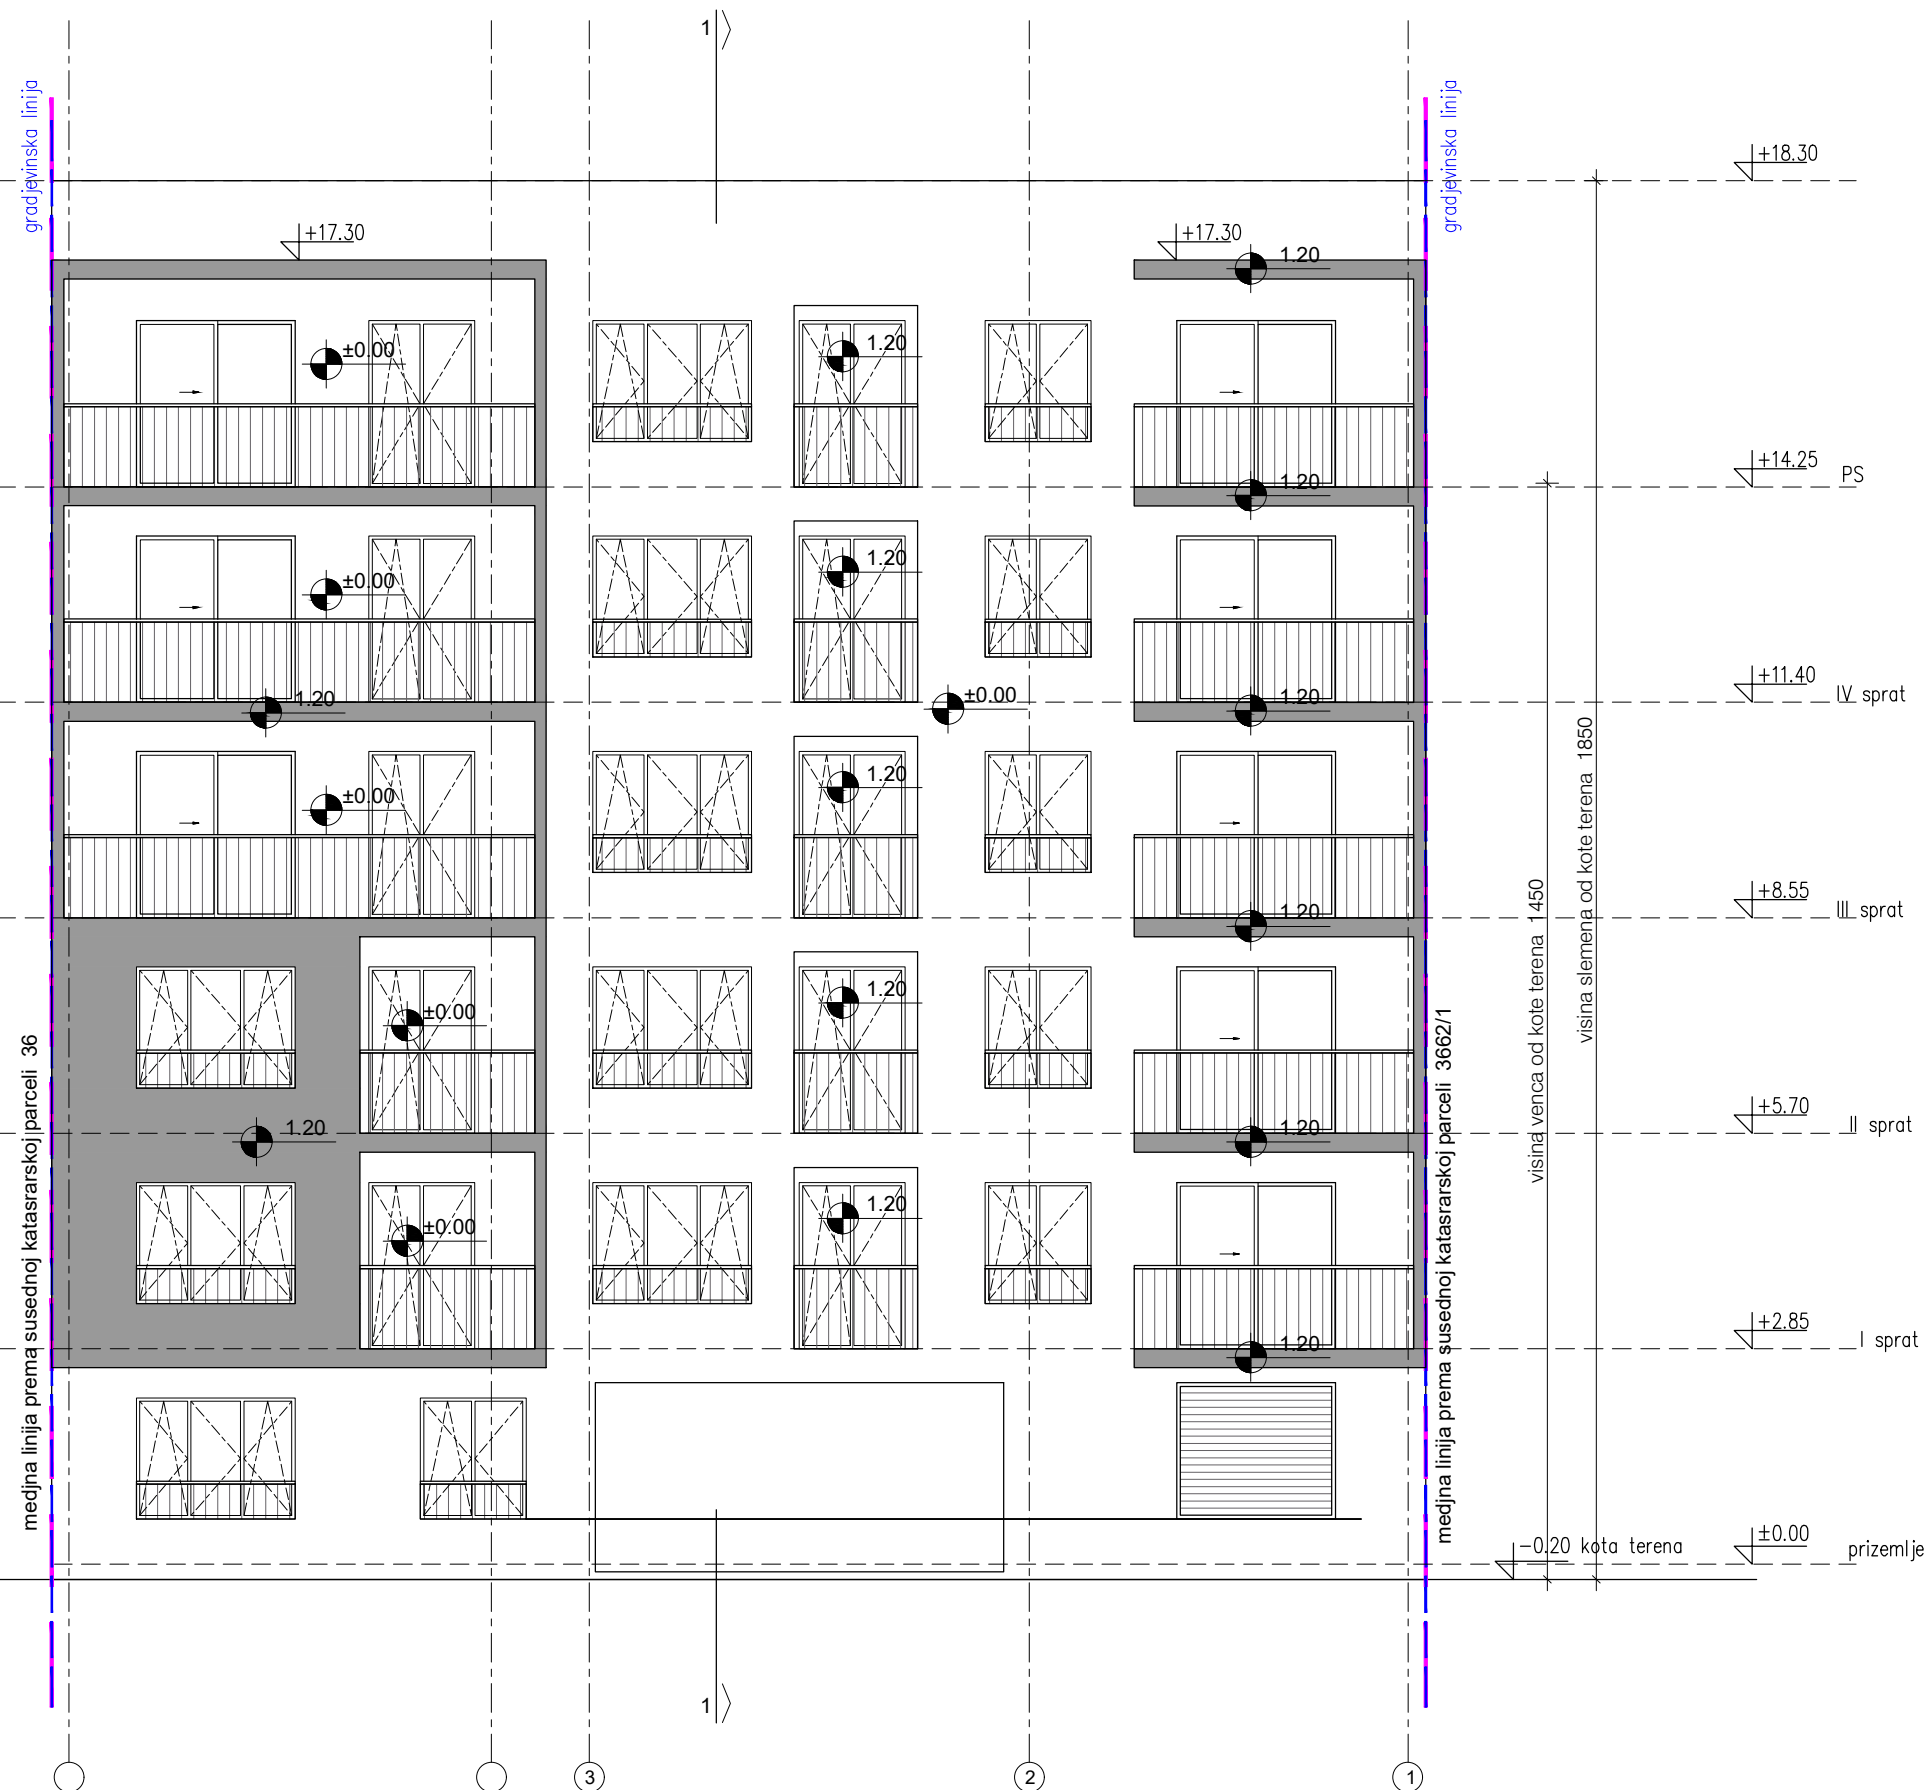 1
gradjevinska linija
gradjevinska linija
+18.30
+17.30
+17.30
1.20
±0.00
1.20
+14.25 PS
1.20
±0.00
1.20
1.20
±0.00
+11.40 IV sprat
1.20
±0.00
1.20
+8.55 III sprat
1.20
visina venca od kote terena 1450
visina slemena od kote terena 1850
±0.00
1.20
medjna linija prema susednoj katasrarskoj parceli 36
medjna linija prema susednoj katasrarskoj parceli 3662/1
1.20
1.20
+5.70 II sprat
±0.00
1.20
+2.85 I sprat
1.20
-0.20 kota terena
±0.00 prizemlje
1
3
2
1